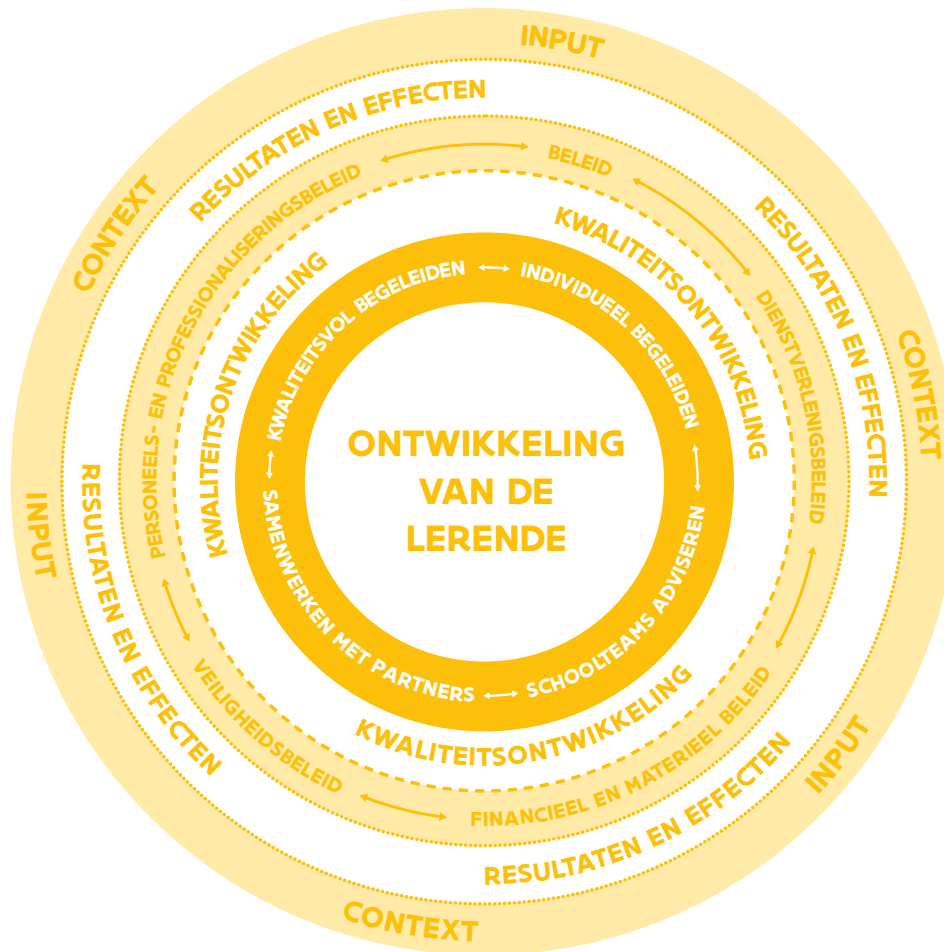 INPUT
CONTEXT
INPUT
CONTEXT
INPUT
CONTEXT
RESULTATEN EN EFFECTEN
RESULTATEN EN EFFECTEN
RESULTATEN EN EFFECTEN
RESULTATEN EN EFFECTEN
BELEID
DIENSTVERLENIGSBELEID
FINANCIEEL EN MATERIEEL BELEID
VEILIGHEIDSBELEID
PERSONEELS- EN PROFESSIONALISERINGSBELEID
KWALITEITSONTWIKKELING
KWALITEITSONTWIKKELING
KWALITEITSONTWIKKELING
INDIVIDUEEL BEGELEIDEN
SCHOOLTEAMS ADVISEREN
SAMENWERKEN MET PARTNERS
KWALITEITSVOL BEGELEIDEN
ONTWIKKELING
VAN DE
LERENDE